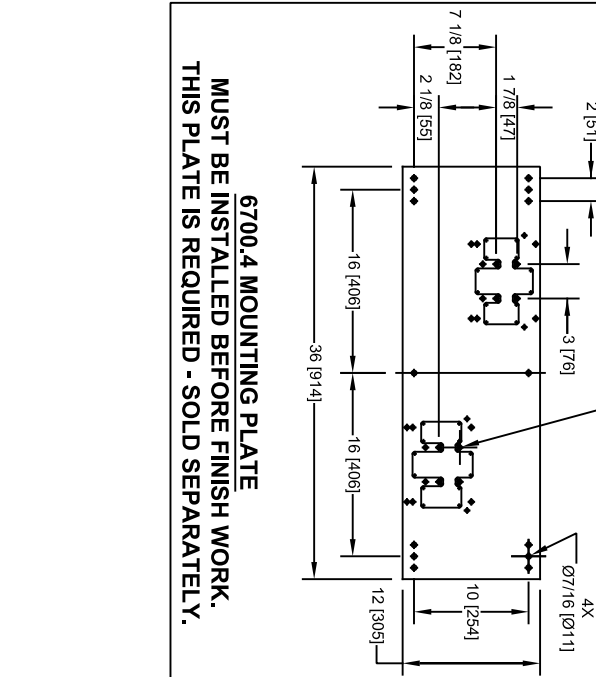 7 1/8 [182]
2 1/8 [55]
1 7/8 [47]
2 [51]
16 [406]
3 [76]
36 [914]
16 [406]
10 [254]
12 [305]
4X
Ø7/16 [Ø11]
6700.4 MOUNTING PLATE
MUST BE INSTALLED BEFORE FINISH WORK.
THIS PLATE IS REQUIRED - SOLD SEPARATELY.